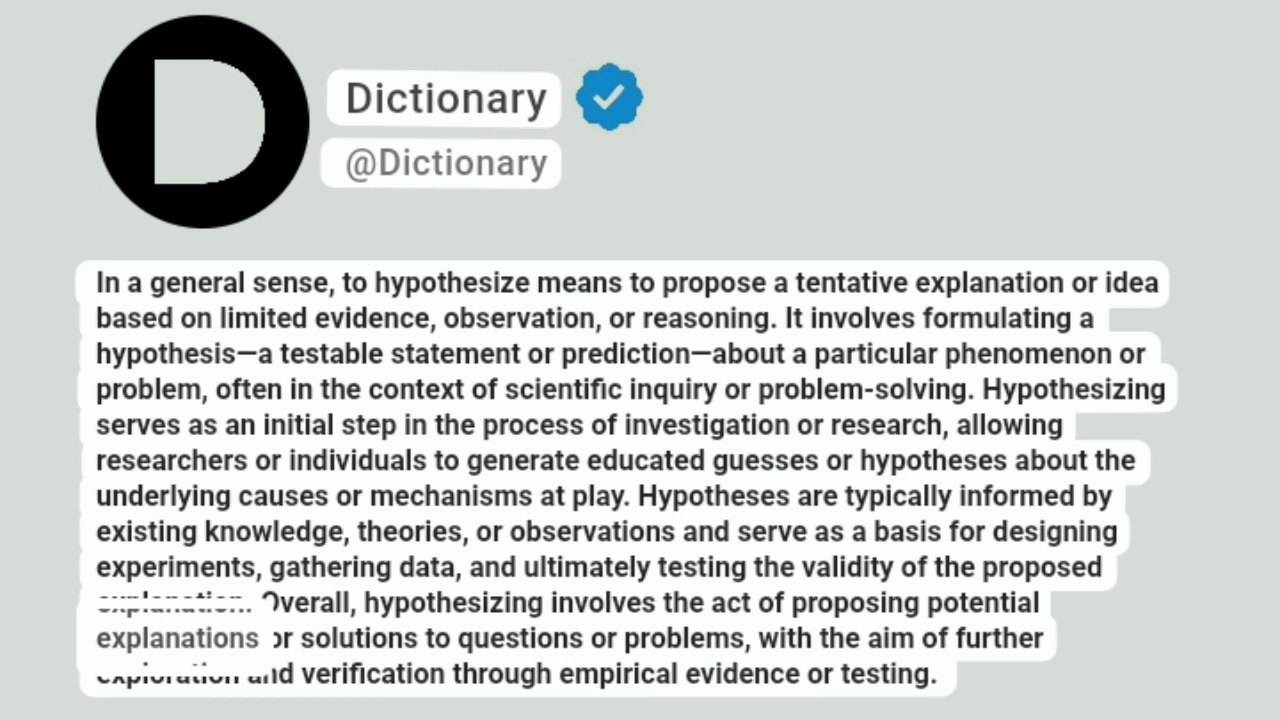 D
Dictionary
@Dictionary
In a general sense, to hypothesize means to propose a tentative explanation or idea
based on limited evidence, observation, or reasoning. It involves formulating a
hypothesis—a testable statement or prediction—about a particular phenomenon or
problem, often in the context of scientific inquiry or problem-solving. Hypothesizing
serves as an initial step in the process of investigation or research, allowing
researchers or individuals to generate educated guesses or hypotheses about the
underlying causes or mechanisms at play. Hypotheses are typically informed by
existing knowledge, theories, or observations and serve as a basis for designing
experiments, gathering data, and ultimately testing the validity of the proposed
explanation. Overall, hypothesizing involves the act of proposing potential
explanations or solutions to questions or problems, with the aim of further
exploration and verification through empirical evidence or testing.